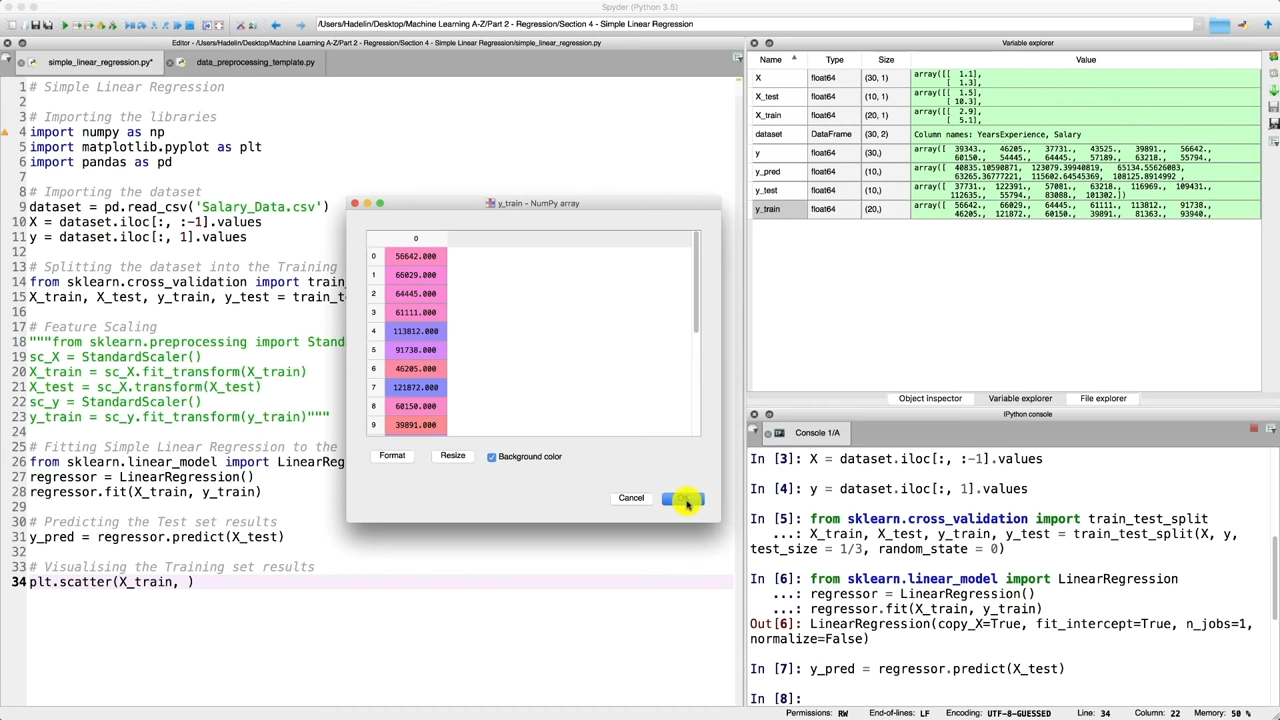 Spyder (Python 3.5)
/Users/Hadelin/Desktop/Machine Learning A-Z/Part 2 - Regression/Section 4 - Simple Linear Regression
Editor - /Users/Hadelin/Desktop/Machine Learning A-Z/Part 2 - Regression/Section 4 - Simple Linear Regression/simple_linear_regression.py
simple_linear_regression.py*
data_preprocessing_template.py
1 # Simple Linear Regression
2
3 # Importing the libraries
4 import numpy as np
5 import matplotlib.pyplot as plt
6 import pandas as pd
7
8 # Importing the dataset
9 dataset = pd.read_csv('Salary_Data.csv')
10 X = dataset.iloc[:, :-1].values
11 y = dataset.iloc[:, 1].values
12
13 # Splitting the dataset into the Training
14 from sklearn.cross_validation import train
15 X_train, X_test, y_train, y_test = train_t
16
17 # Feature Scaling
18 """from sklearn.preprocessing import Stand
19 sc_X = StandardScaler()
20 X_train = sc_X.fit_transform(X_train)
21 X_test = sc_X.transform(X_test)
22 sc_y = StandardScaler()
23 y_train = sc_y.fit_transform(y_train)"""
24
25 # Fitting Simple Linear Regression to the
26 from sklearn.linear_model import LinearReg
27 regressor = LinearRegression()
28 regressor.fit(X_train, y_train)
29
30 # Predicting the Test set results
31 y_pred = regressor.predict(X_test)
32
33 # Visualising the Training set results
34 plt.scatter(X_train, )
y_train - NumPy array
0
0 56642.000
1 66029.000
2 64445.000
3 61111.000
4 113812.000
5 91738.000
6 46205.000
7 121872.000
8 60150.000
9 39891.000
Format
Resize
Background color
Cancel
Variable explorer
Name Type Size Value
X float64 (30, 1) array([[ 1.1],
[ 1.3],
X_test float64 (10, 1) array([[ 1.5],
[ 10.3],
X_train float64 (20, 1) array([[ 2.9],
[ 5.1],
dataset DataFrame (30, 2) Column names: YearsExperience, Salary
y float64 (30,) array([ 39343., 46205., 37731., 43525., 39891., 56642.,
60150., 54445., 64445., 57189., 63218., 55794.,
y_pred float64 (10,) array([ 40835.10590871, 123079.39940819, 65134.55626083,
63265.36777221, 115602.64545369, 108125.8914992 ,
y_test float64 (10,) array([ 37731., 122391., 57081., 63218., 116969., 109431.,
112635., 55794., 83088., 101302.])
y_train float64 (20,) array([ 56642., 66029., 64445., 61111., 113812., 91738.,
46205., 121872., 60150., 39891., 81363., 93940.,
Object inspector
Variable explorer
File explorer
IPython console
Console 1/A
In [3]: X = dataset.iloc[:, :-1].values
In [4]: y = dataset.iloc[:, 1].values
In [5]: from sklearn.cross_validation import train_test_split
...: X_train, X_test, y_train, y_test = train_test_split(X, y,
test_size = 1/3, random_state = 0)
In [6]: from sklearn.linear_model import LinearRegression
...: regressor = LinearRegression()
...: regressor.fit(X_train, y_train)
Out[6]: LinearRegression(copy_X=True, fit_intercept=True, n_jobs=1,
normalize=False)
In [7]: y_pred = regressor.predict(X_test)
In [8]:
Permissions: RW End-of-lines: LF Encoding: UTF-8-GUESSED Line: 34 Column: 22 Memory: 50 %